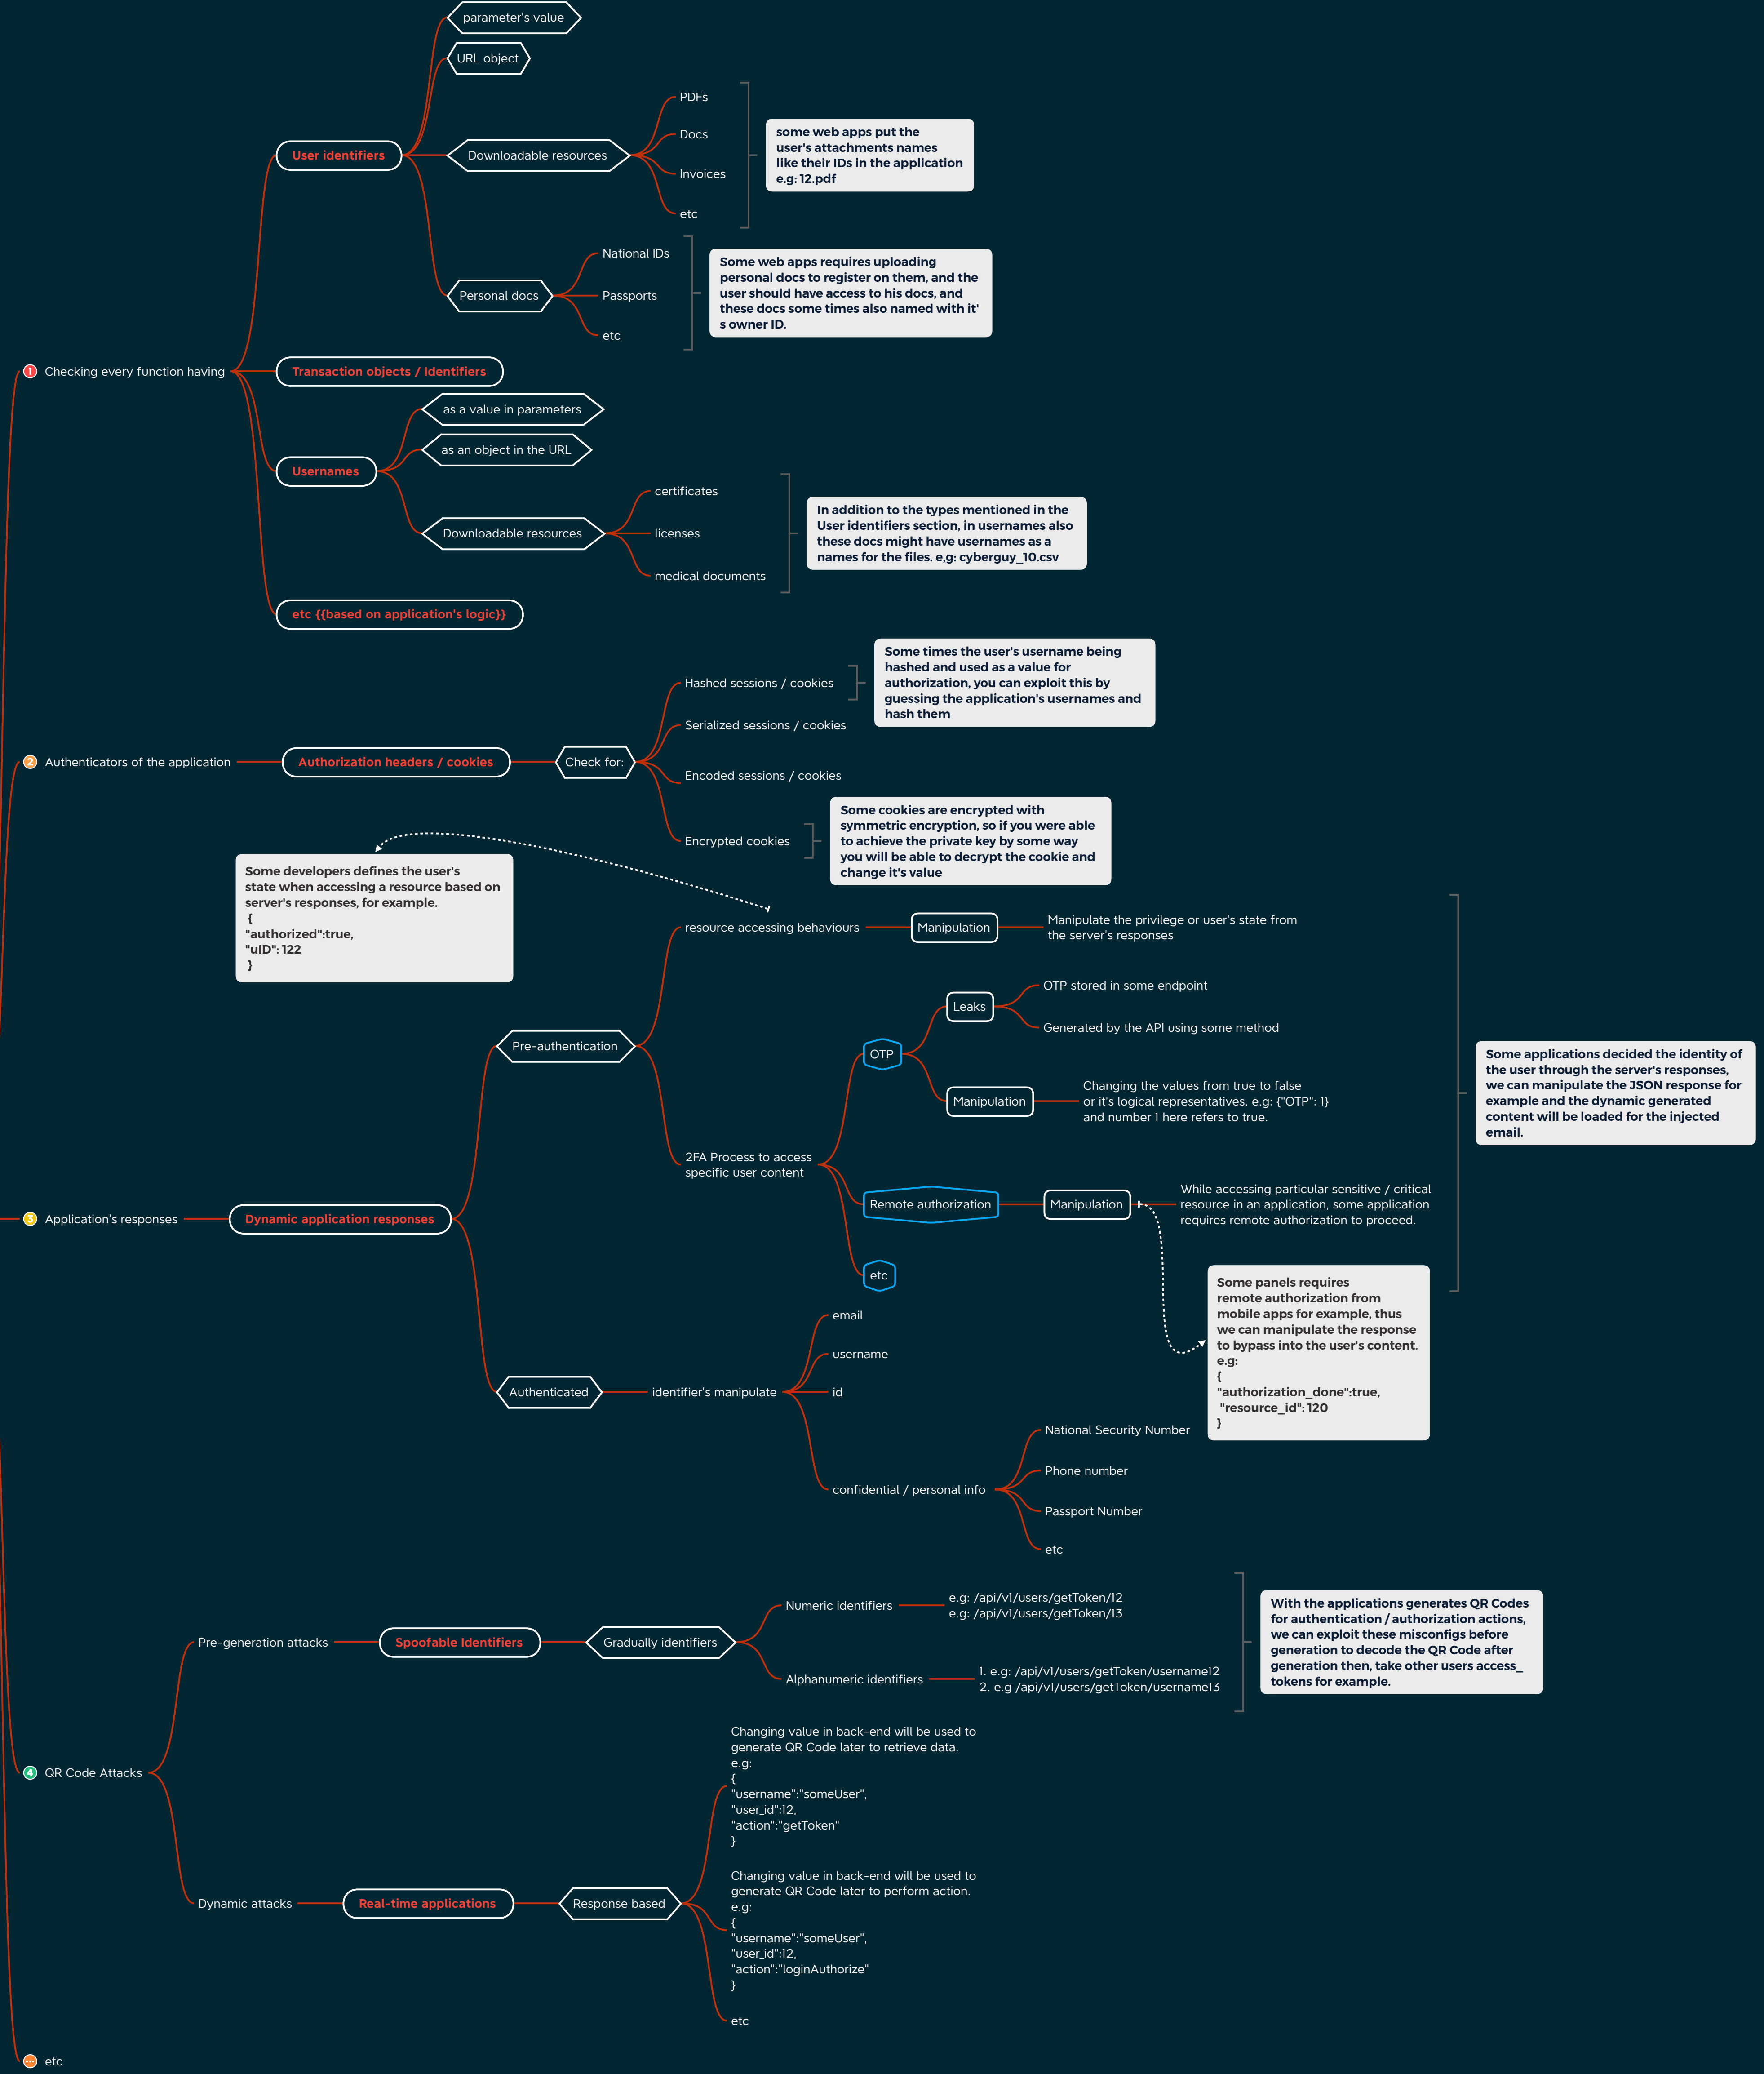 parameter's value
URL object
PDFs
Docs
Downloadable resources
Invoices
etc
some web apps put the
user's attachments names
like their IDs in the application
e.g: 12.pdf
User identifiers
National IDs
Personal docs
Passports
etc
Some web apps requires uploading
personal docs to register on them, and the
user should have access to his docs, and
these docs some times also named with it'
s owner ID.
1 Checking every function having
Transaction objects / Identifiers
as a value in parameters
as an object in the URL
Usernames
certificates
Downloadable resources
licenses
medical documents
In addition to the types mentioned in the
User identifiers section, in usernames also
these docs might have usernames as a
names for the files. e,g: cyberguy_10.csv
etc {{based on application's logic}}
Some times the user's username being
hashed and used as a value for
authorization, you can exploit this by
guessing the application's usernames and
hash them
Hashed sessions / cookies
Serialized sessions / cookies
2 Authenticators of the application
Authorization headers / cookies
Check for:
Encoded sessions / cookies
Encrypted cookies
Some cookies are encrypted with
symmetric encryption, so if you were able
to achieve the private key by some way
you will be able to decrypt the cookie and
change it's value
Some developers defines the user's
state when accessing a resource based on
server's responses, for example.
{
"authorized":true,
"uID": 122
}
resource accessing behaviours
Manipulation
Manipulate the privilege or user's state from
the server's responses
OTP stored in some endpoint
Leaks
Generated by the API using some method
Pre-authentication
OTP
Manipulation
Changing the values from true to false
or it's logical representatives. e.g: {"OTP": 1}
and number 1 here refers to true.
Some applications decided the identity of
the user through the server's responses,
we can manipulate the JSON response for
example and the dynamic generated
content will be loaded for the injected
email.
2FA Process to access
specific user content
Remote authorization
Manipulation
While accessing particular sensitive / critical
resource in an application, some application
requires remote authorization to proceed.
3 Application's responses
Dynamic application responses
etc
Some panels requires
remote authorization from
mobile apps for example, thus
we can manipulate the response
to bypass into the user's content.
e.g:
{
"authorization_done":true,
"resource_id": 120
}
email
username
Authenticated
identifier's manipulate
id
National Security Number
Phone number
confidential / personal info
Passport Number
etc
Numeric identifiers
e.g: /api/v1/users/getToken/12
e.g: /api/v1/users/getToken/13
Pre-generation attacks
Spoofable Identifiers
Gradually identifiers
Alphanumeric identifiers
1. e.g: /api/v1/users/getToken/username12
2. e.g /api/v1/users/getToken/username13
With the applications generates QR Codes
for authentication / authorization actions,
we can exploit these misconfigs before
generation to decode the QR Code after
generation then, take other users access_
tokens for example.
4 QR Code Attacks
Changing value in back-end will be used to
generate QR Code later to retrieve data.
e.g:
{
"username":"someUser",
"user_id":12,
"action":"getToken"
}
Dynamic attacks
Real-time applications
Response based
Changing value in back-end will be used to
generate QR Code later to perform action.
e.g:
{
"username":"someUser",
"user_id":12,
"action":"loginAuthorize"
}
etc
etc